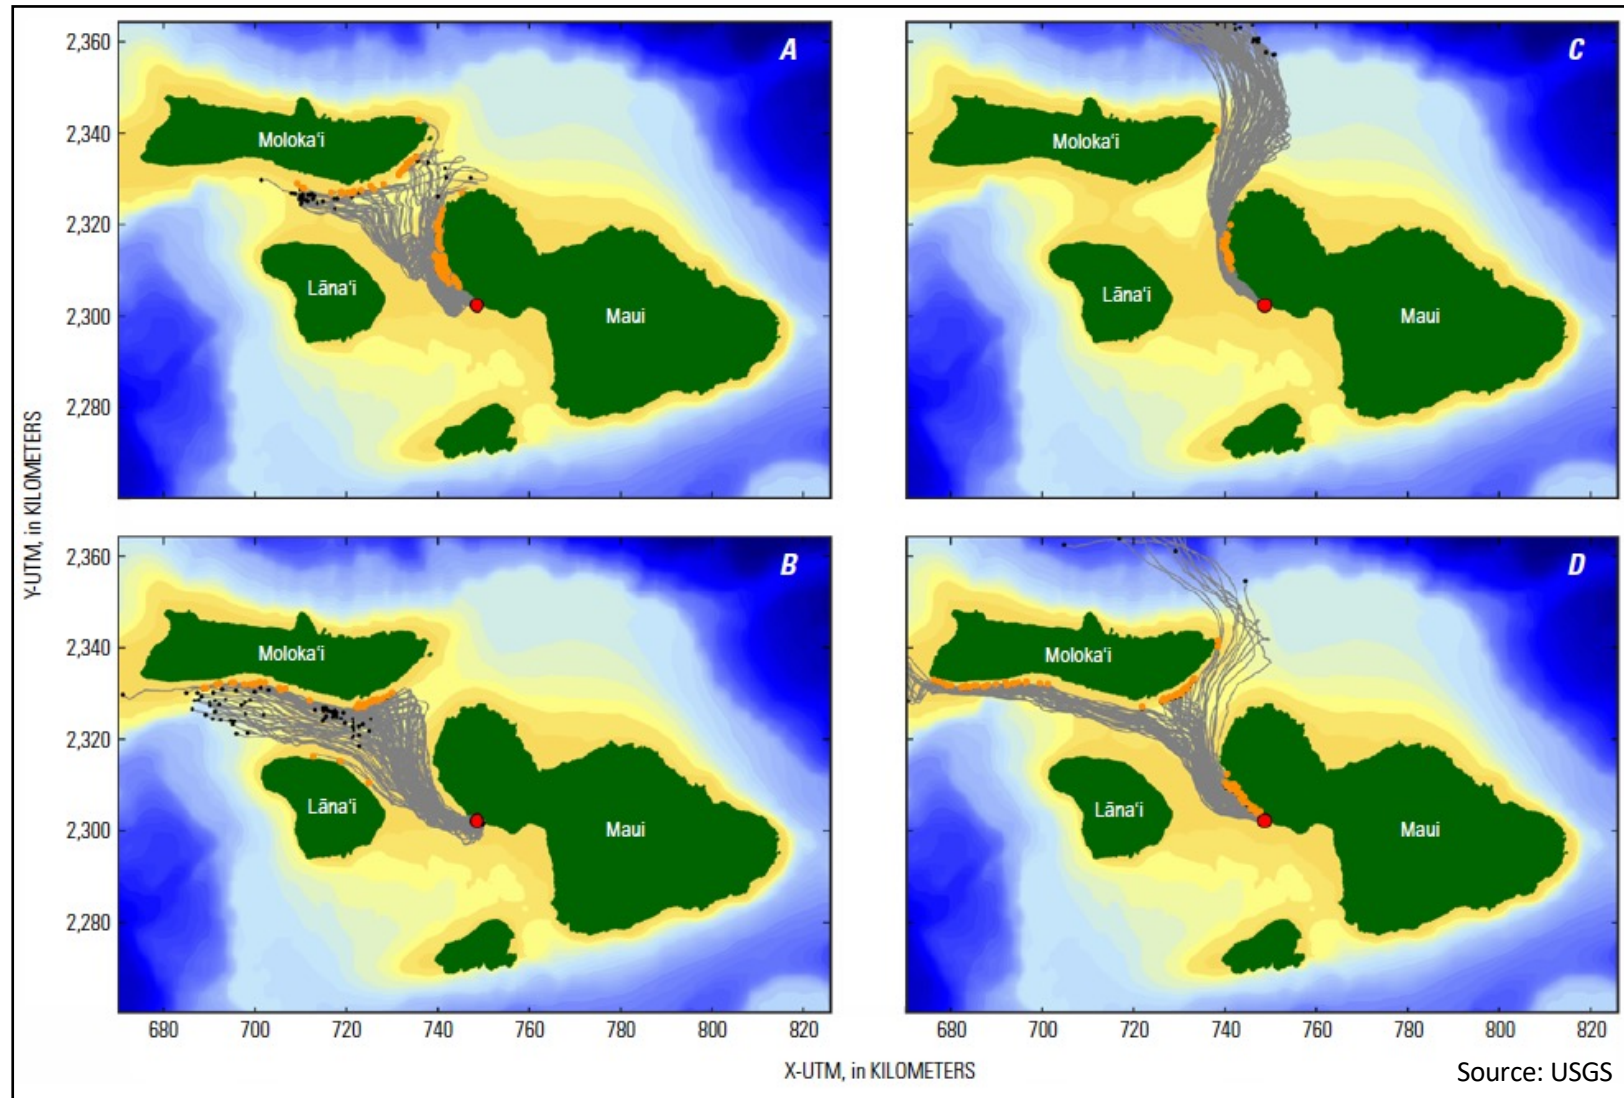 A
2,360
2,340
2,320
2,300
2,280
Moloka‘i
Lāna‘i
Maui
C
Moloka‘i
Lāna‘i
Maui
B
2,360
2,340
2,320
2,300
2,280
Moloka‘i
Lāna‘i
Maui
680 700 720 740 760 780 800 820
D
Moloka‘i
Lāna‘i
Maui
680 700 720 740 760 780 800 820
Y-UTM, in KILOMETERS
X-UTM, in KILOMETERS
Source: USGS